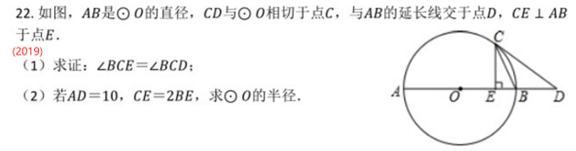 22. 如图，AB是⊙O的直径，CD与⊙O相切于点C，与AB的延长线交于点D，CE⊥AB
于点E．
(2019)
（1）求证：∠BCE=∠BCD；
（2）若AD=10，CE=2BE，求⊙O的半径．
C
A O E B D